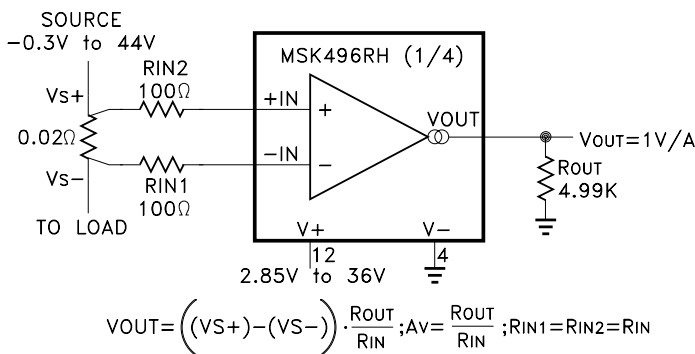 SOURCE
-0.3V to 44V
MSK496RH (1/4)
RIN2
100Ω
VS+
+IN
+
VOUT
0.02Ω
VOUT=1V/A
-IN
-
VS-
RIN1
100Ω
ROUT
4.99K
TO LOAD
V+
V-
12
4
2.85V to 36V
VOUT=((VS+)-(VS-))·ROUT/RIN;AV=ROUT/RIN;RIN1=RIN2=RIN